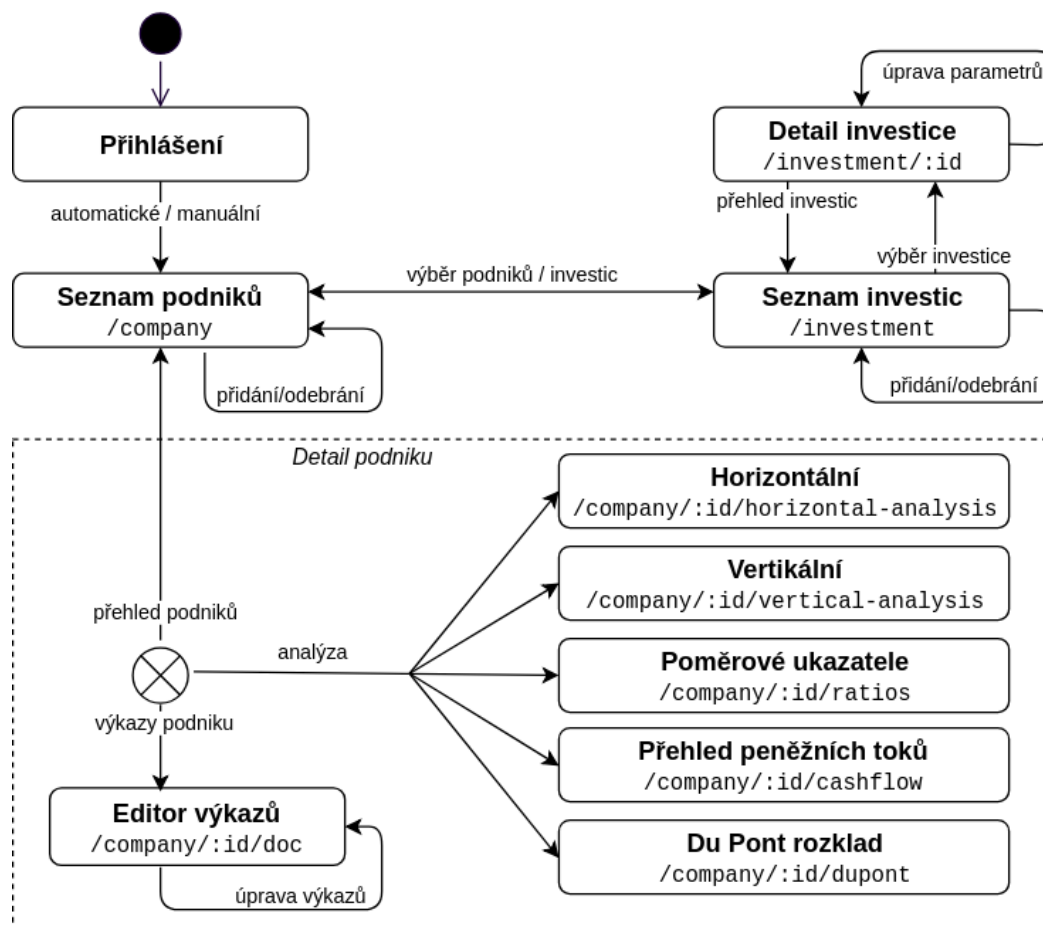 úprava parametrů
Přihlášení
Detail investice
/investment/:id
automatické / manuální
přehled investic
výběr investice
výběr podniků / investic
Seznam podniků
/company
Seznam investic
/investment
přidání/odebrání
přidání/odebrání
Detail podniku
Horizontální
/company/:id/horizontal-analysis
Vertikální
/company/:id/vertical-analysis
přehled podniků
analýza
Poměrové ukazatele
/company/:id/ratios
výkazy podniku
Přehled peněžních toků
/company/:id/cashflow
Editor výkazů
/company/:id/doc
Du Pont rozklad
/company/:id/dupont
úprava výkazů